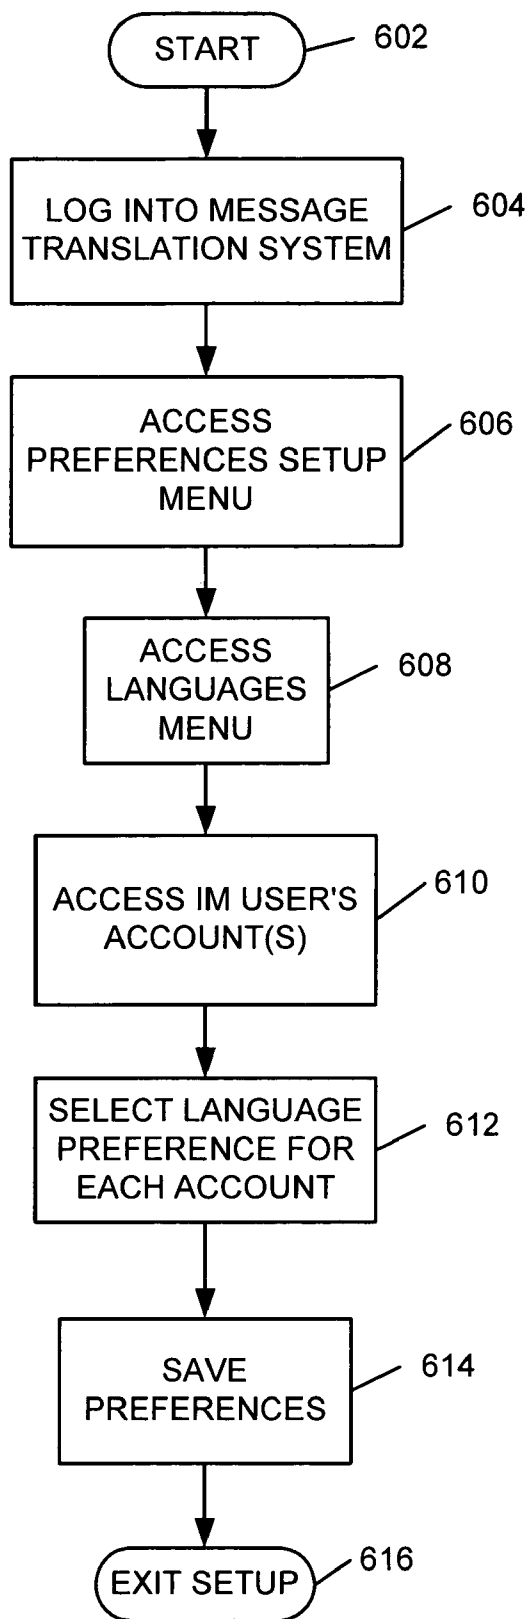 START
602
LOG INTO MESSAGE
TRANSLATION SYSTEM
604
ACCESS
PREFERENCES SETUP
MENU
606
ACCESS
LANGUAGES
MENU
608
ACCESS IM USER'S
ACCOUNT(S)
610
SELECT LANGUAGE
PREFERENCE FOR
EACH ACCOUNT
612
SAVE
PREFERENCES
614
EXIT SETUP
616